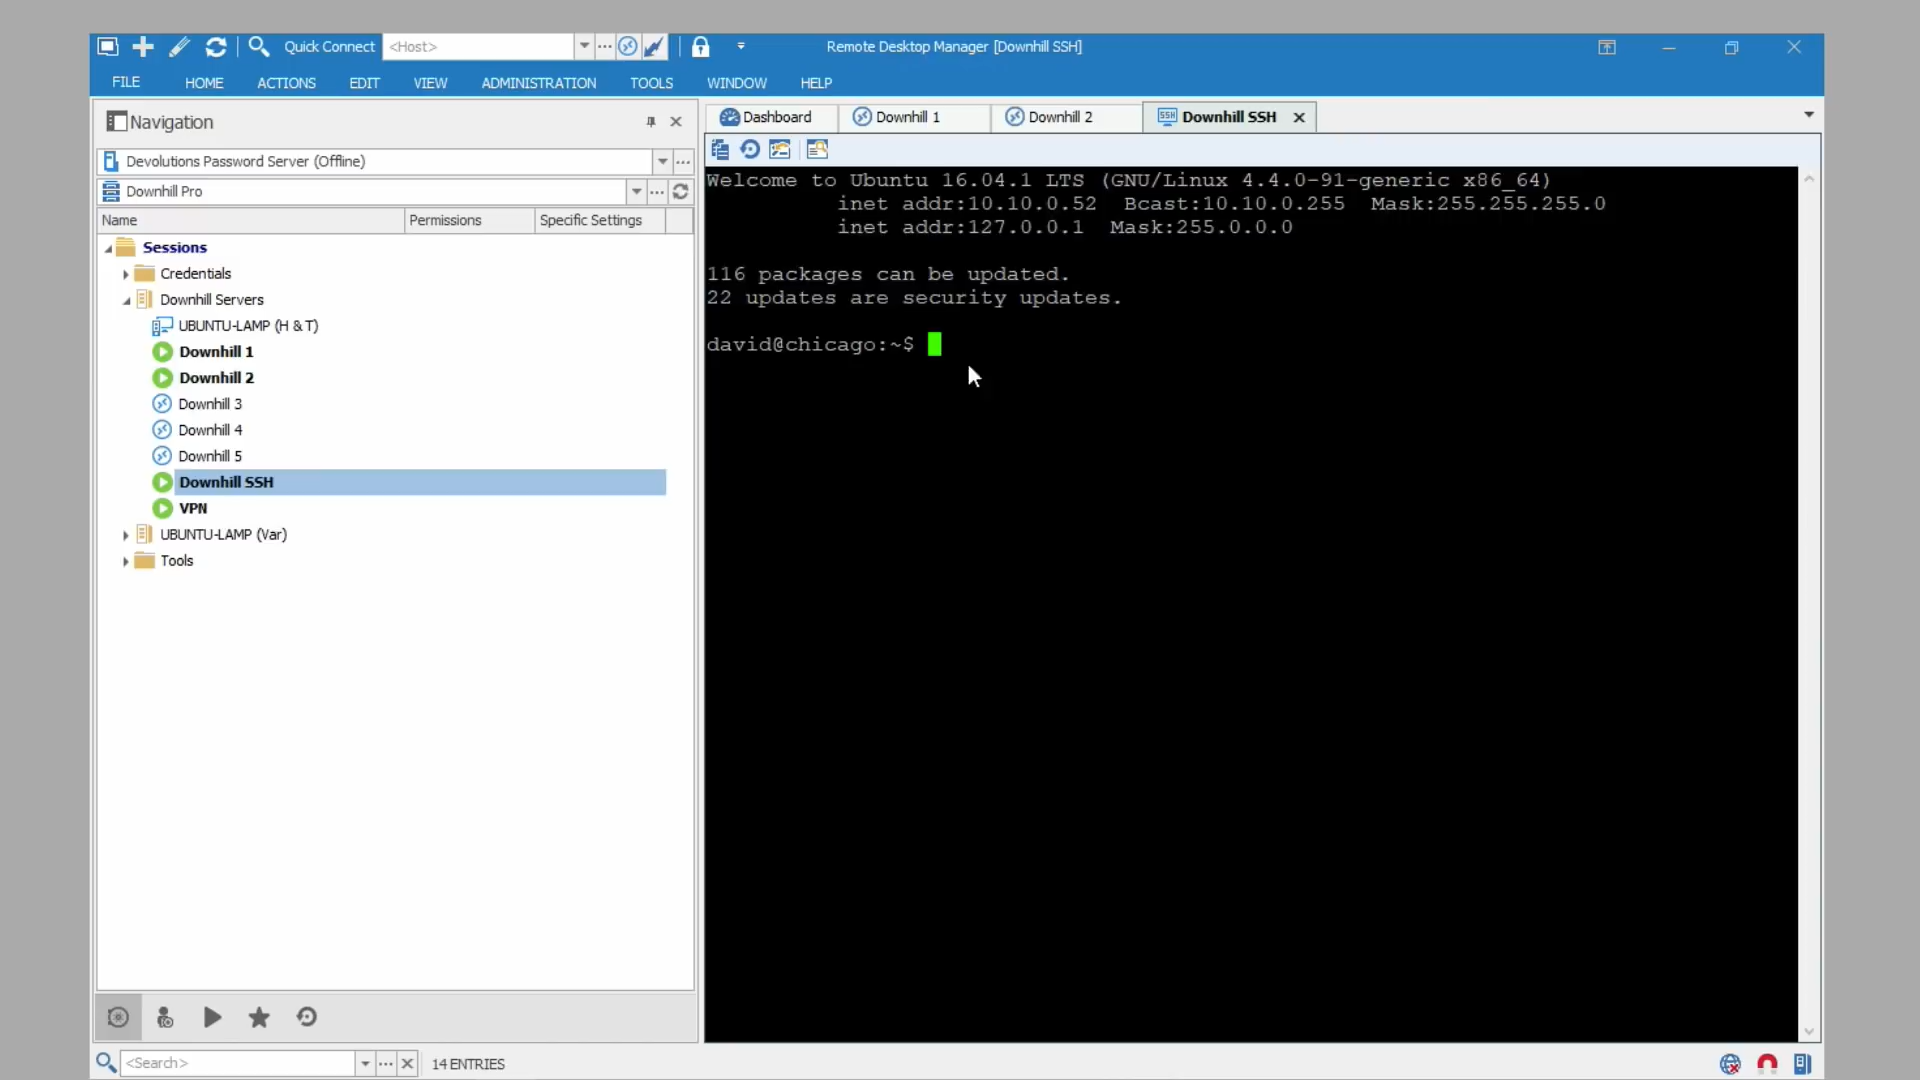 Quick Connect <Host> Remote Desktop Manager [Downhill SSH]
FILE HOME ACTIONS EDIT VIEW ADMINISTRATION TOOLS WINDOW HELP
Navigation
Devolutions Password Server (Offline)
Downhill Pro
Name Permissions Specific Settings
Sessions
Credentials
Downhill Servers
UBUNTU-LAMP (H & T)
Downhill 1
Downhill 2
Downhill 3
Downhill 4
Downhill 5
Downhill SSH
VPN
UBUNTU-LAMP (Var)
Tools
<Search> 14 ENTRIES
Dashboard Downhill 1 Downhill 2 SSH Downhill SSH
Welcome to Ubuntu 16.04.1 LTS (GNU/Linux 4.4.0-91-generic x86_64)
inet addr:10.10.0.52 Bcast:10.10.0.255 Mask:255.255.255.0
inet addr:127.0.0.1 Mask:255.0.0.0
116 packages can be updated.
22 updates are security updates.
david@chicago:~$